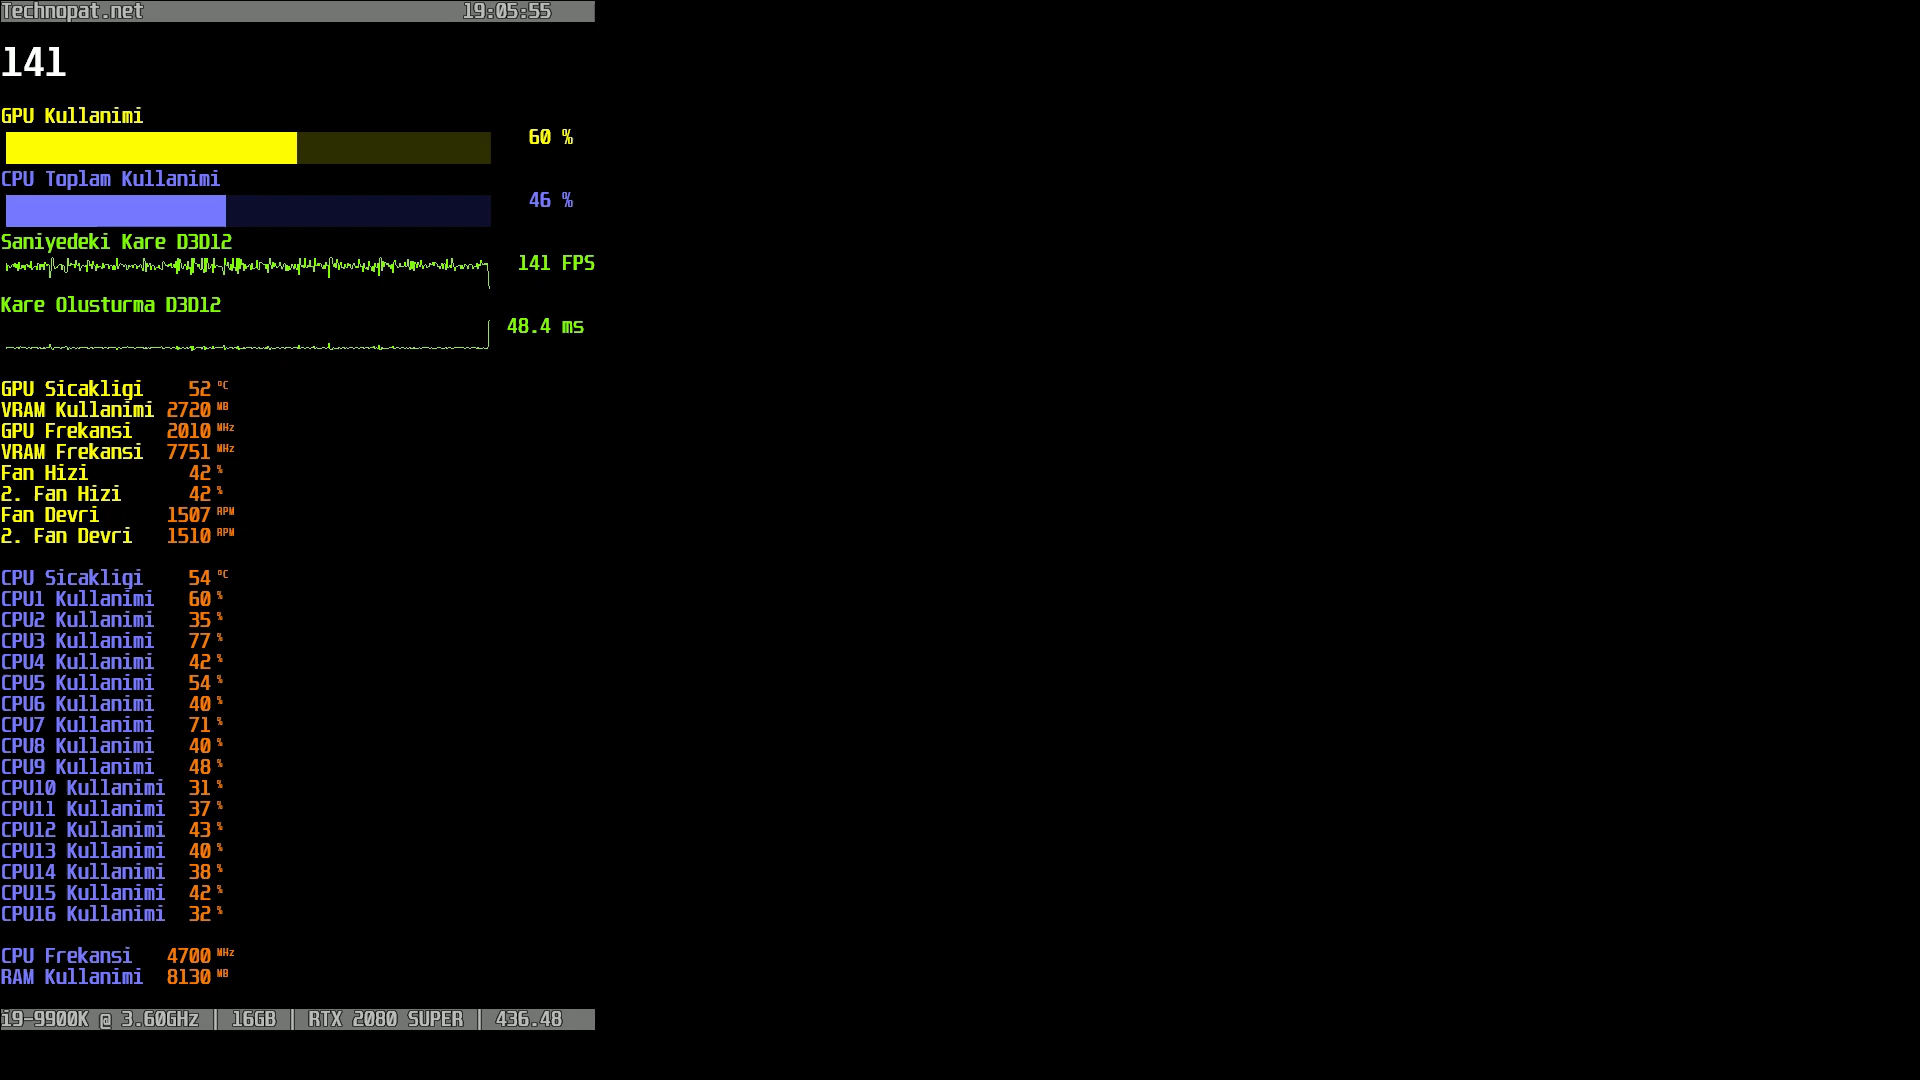 Technopat.net 19:05:55
141
GPU Kullanimi
60 %
CPU Toplam Kullanimi
46 %
Saniyedeki Kare D3D12
141 FPS
Kare Olusturma D3D12
48.4 ms
GPU Sicakligi 52 °C
VRAM Kullanimi 2720 MB
GPU Frekansi 2010 MHz
VRAM Frekansi 7751 MHz
Fan Hizi 42 %
2. Fan Hizi 42 %
Fan Devri 1507 RPM
2. Fan Devri 1510 RPM
CPU Sicakligi 54 °C
CPU1 Kullanimi 60 %
CPU2 Kullanimi 35 %
CPU3 Kullanimi 77 %
CPU4 Kullanimi 42 %
CPU5 Kullanimi 54 %
CPU6 Kullanimi 40 %
CPU7 Kullanimi 71 %
CPU8 Kullanimi 40 %
CPU9 Kullanimi 48 %
CPU10 Kullanimi 31 %
CPU11 Kullanimi 37 %
CPU12 Kullanimi 43 %
CPU13 Kullanimi 40 %
CPU14 Kullanimi 38 %
CPU15 Kullanimi 42 %
CPU16 Kullanimi 32 %
CPU Frekansi 4700 MHz
RAM Kullanimi 8130 MB
i9-9900K @ 3.60GHz | 16GB | RTX 2080 SUPER | 436.48